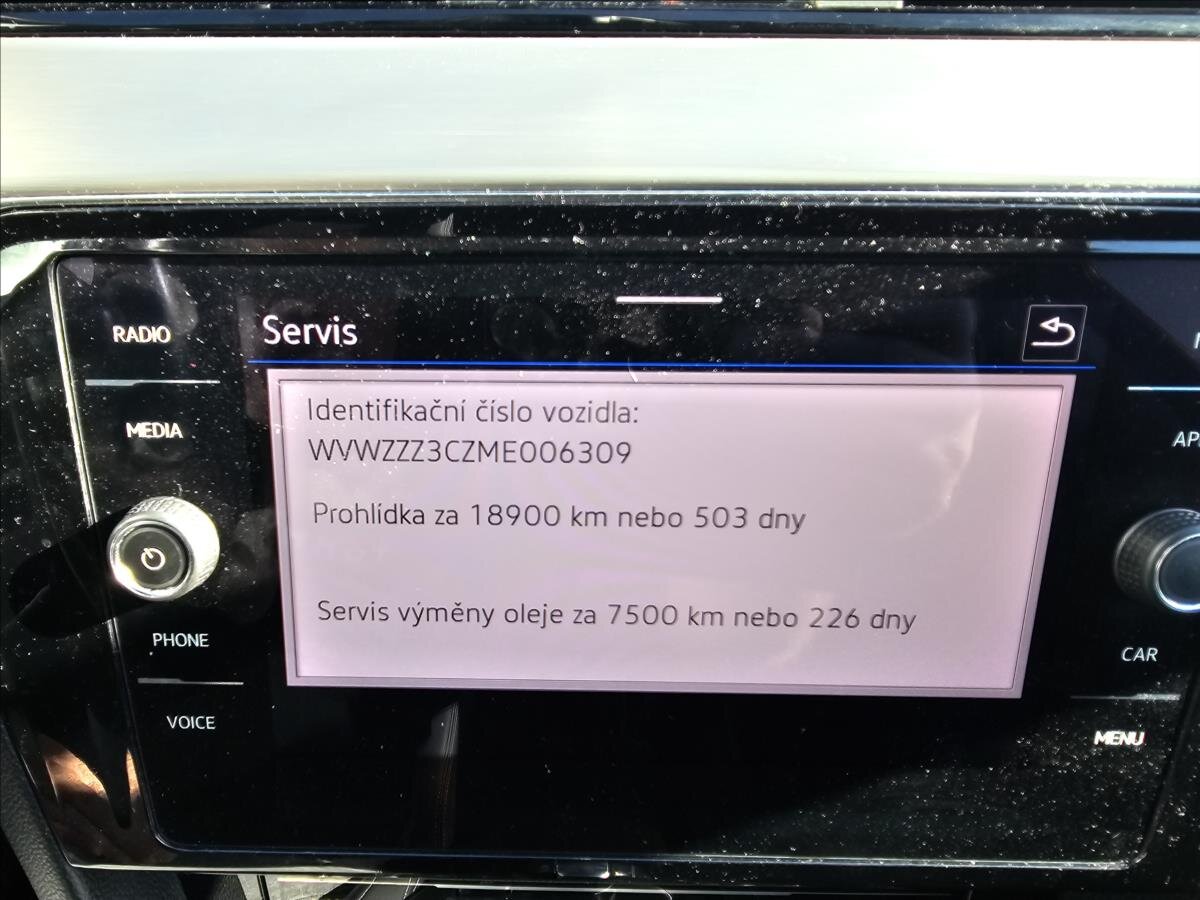 RADIO
MEDIA
PHONE
VOICE
Servis
Identifikační číslo vozidla:
WVWZZZ3CZME006309
Prohlídka za 18900 km nebo 503 dny
Servis výměny oleje za 7500 km nebo 226 dny
CAR
MENU